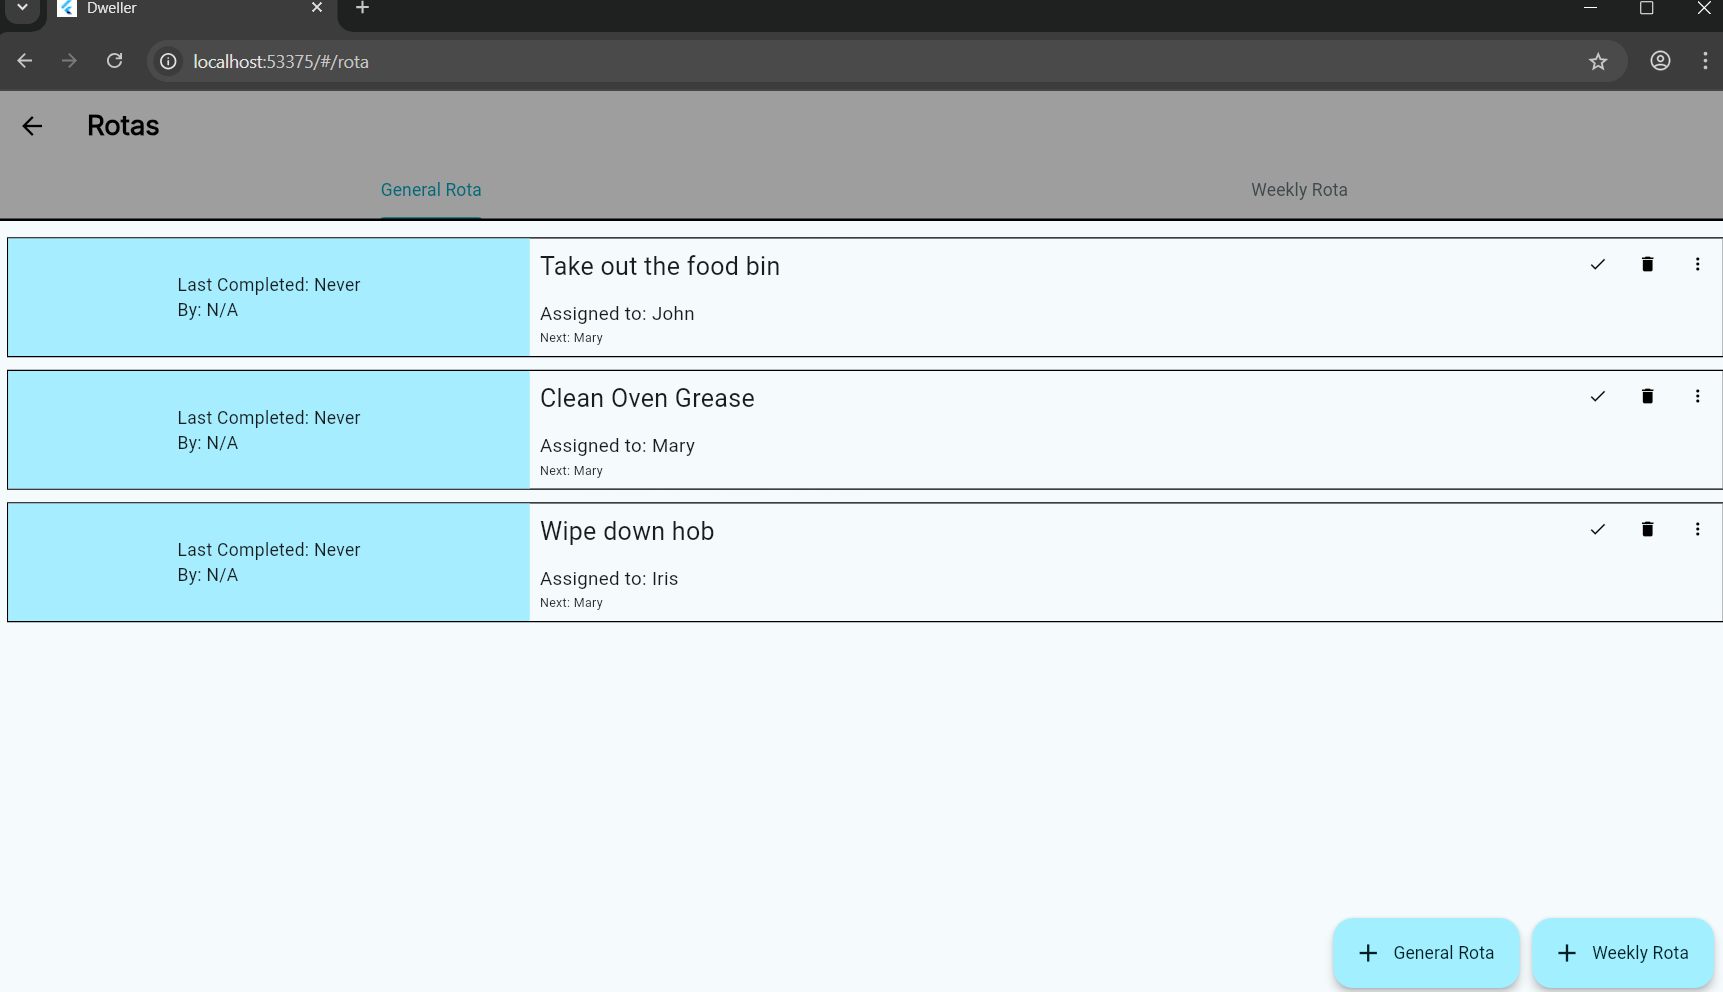 Dweller
localhost:53375/#/rota
Rotas
General Rota
Weekly Rota
Last Completed: Never
By: N/A
Take out the food bin
Assigned to: John
Next: Mary
Last Completed: Never
By: N/A
Clean Oven Grease
Assigned to: Mary
Next: Mary
Last Completed: Never
By: N/A
Wipe down hob
Assigned to: Iris
Next: Mary
General Rota
Weekly Rota